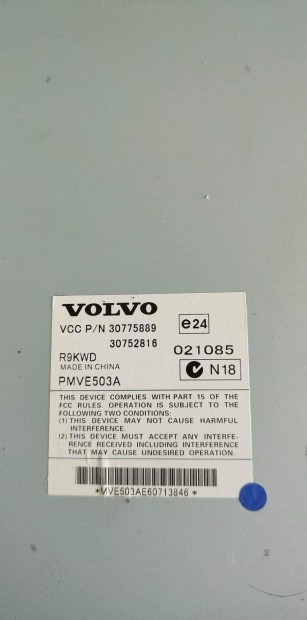 VOLVO
VCC P/N 30775889 e24
30752816
R9KWD 021085
MADE IN CHINA
PMVE503A N18
THIS DEVICE COMPLIES WITH PART 15 OF THE
FCC RULES. OPERATION IS SUBJECT TO THE
FOLLOWING TWO CONDITIONS:
(1) THIS DEVICE MAY NOT CAUSE HARMFUL
INTERFERENCE.
(2) THIS DEVICE MUST ACCEPT ANY INTERFE-
RENCE RECEIVED INCLUDING INTERFERENCE
THAT MAY CAUSE UNDESIRED OPERATION.
*MVE503AE60713846*